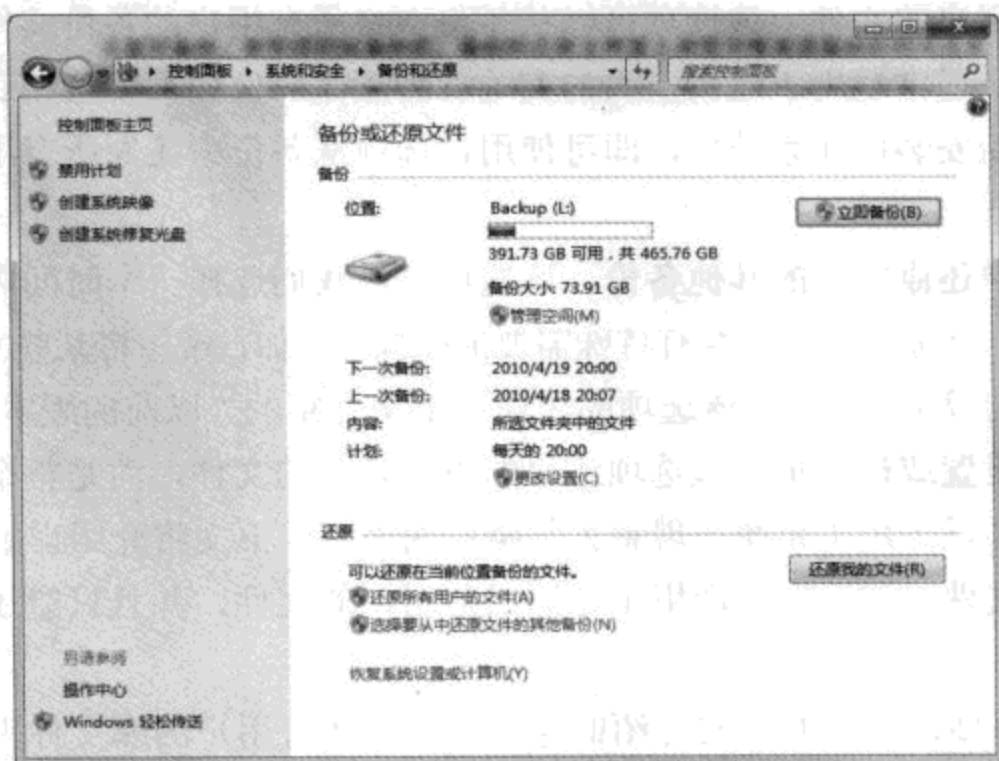 控制面板 ▸ 系统和安全 ▸ 备份和还原
搜索控制面板
控制面板主页
禁用计划
创建系统映像
创建系统修复光盘
备份或还原文件
备份
位置: Backup (L:)
立即备份(B)
391.73 GB 可用，共 465.76 GB
备份大小: 73.91 GB
管理空间(M)
下一次备份: 2010/4/19 20:00
上一次备份: 2010/4/18 20:07
内容: 所选文件夹中的文件
计划: 每天的 20:00
更改设置(C)
还原
可以还原在当前位置备份的文件。
还原我的文件(R)
还原所有用户的文件(A)
选择要从中还原文件的其他备份(N)
恢复系统设置或计算机(Y)
另请参阅
操作中心
Windows 轻松传送